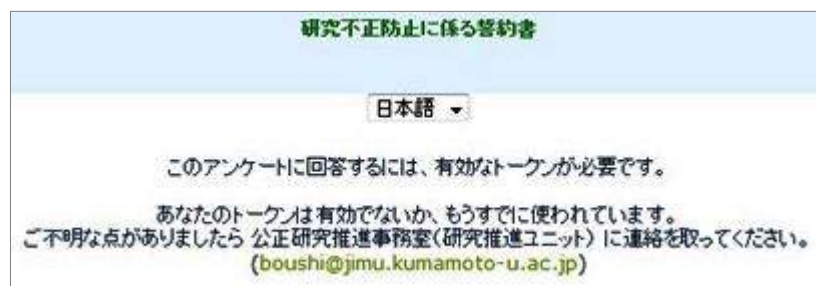 研究不正防止に係る誓約書
日本語
このアンケートに回答するには、有効なトークンが必要です。
あなたのトークンは有効でないか、もうすでに使われています。
ご不明な点がありましたら 公正研究推進事務室(研究推進ユニット) に連絡を取ってください。
(boushi@jimu.kumamoto-u.ac.jp)